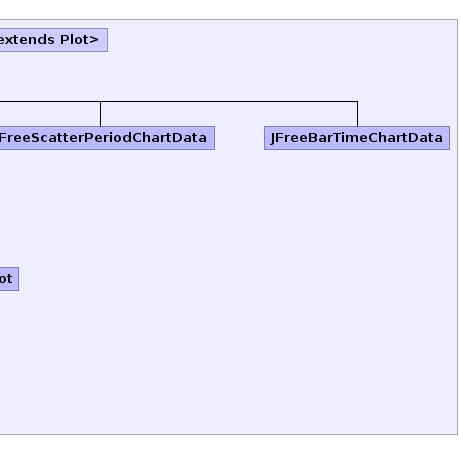 extends Plot>
FreeScatterPeriodChartData
JFreeBarTimeChartData
ot